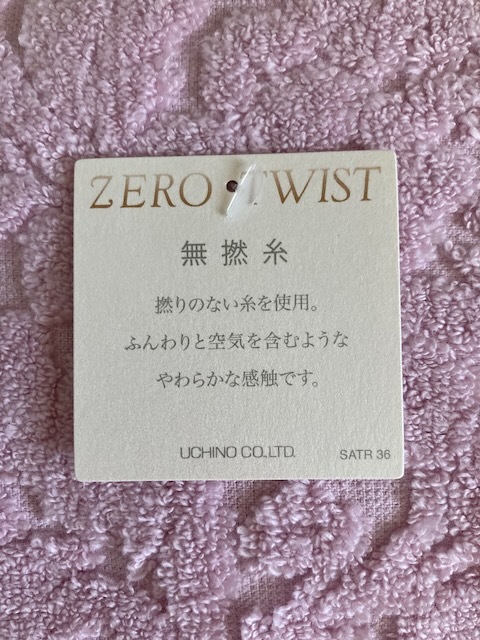 ZERO TWIST
無撚糸
撚りのない糸を使用。
ふんわりと空気を含むような
やわらかな感触です。
UCHINO CO.,LTD.
SATR 36